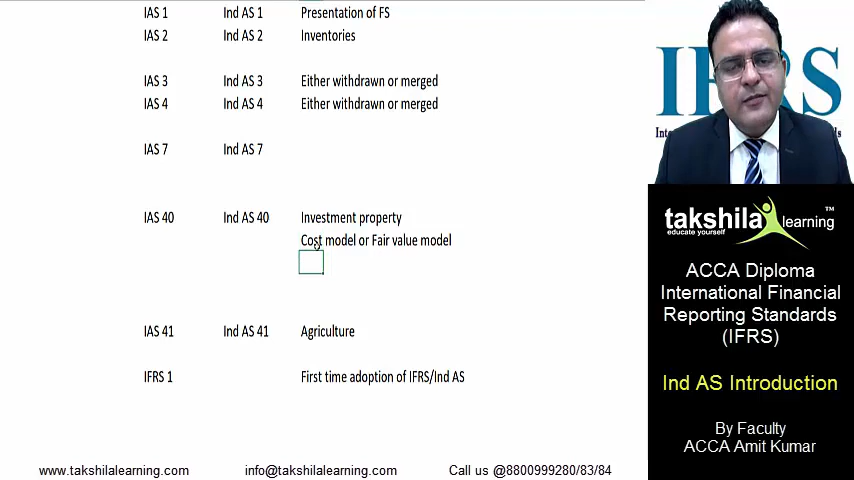 IAS 1 Ind AS 1 Presentation of FS
IAS 2 Ind AS 2 Inventories
IAS 3 Ind AS 3 Either withdrawn or merged
IAS 4 Ind AS 4 Either withdrawn or merged
IAS 7 Ind AS 7
IAS 40 Ind AS 40 Investment property
Cost model or Fair value model
IAS 41 Ind AS 41 Agriculture
IFRS 1 First time adoption of IFRS/Ind AS
www.takshilalearning.com info@takshilalearning.com Call us @8800999280/83/84
takshila learning ™
educate yourself
ACCA Diploma
International Financial
Reporting Standards
(IFRS)
Ind AS Introduction
By Faculty
ACCA Amit Kumar